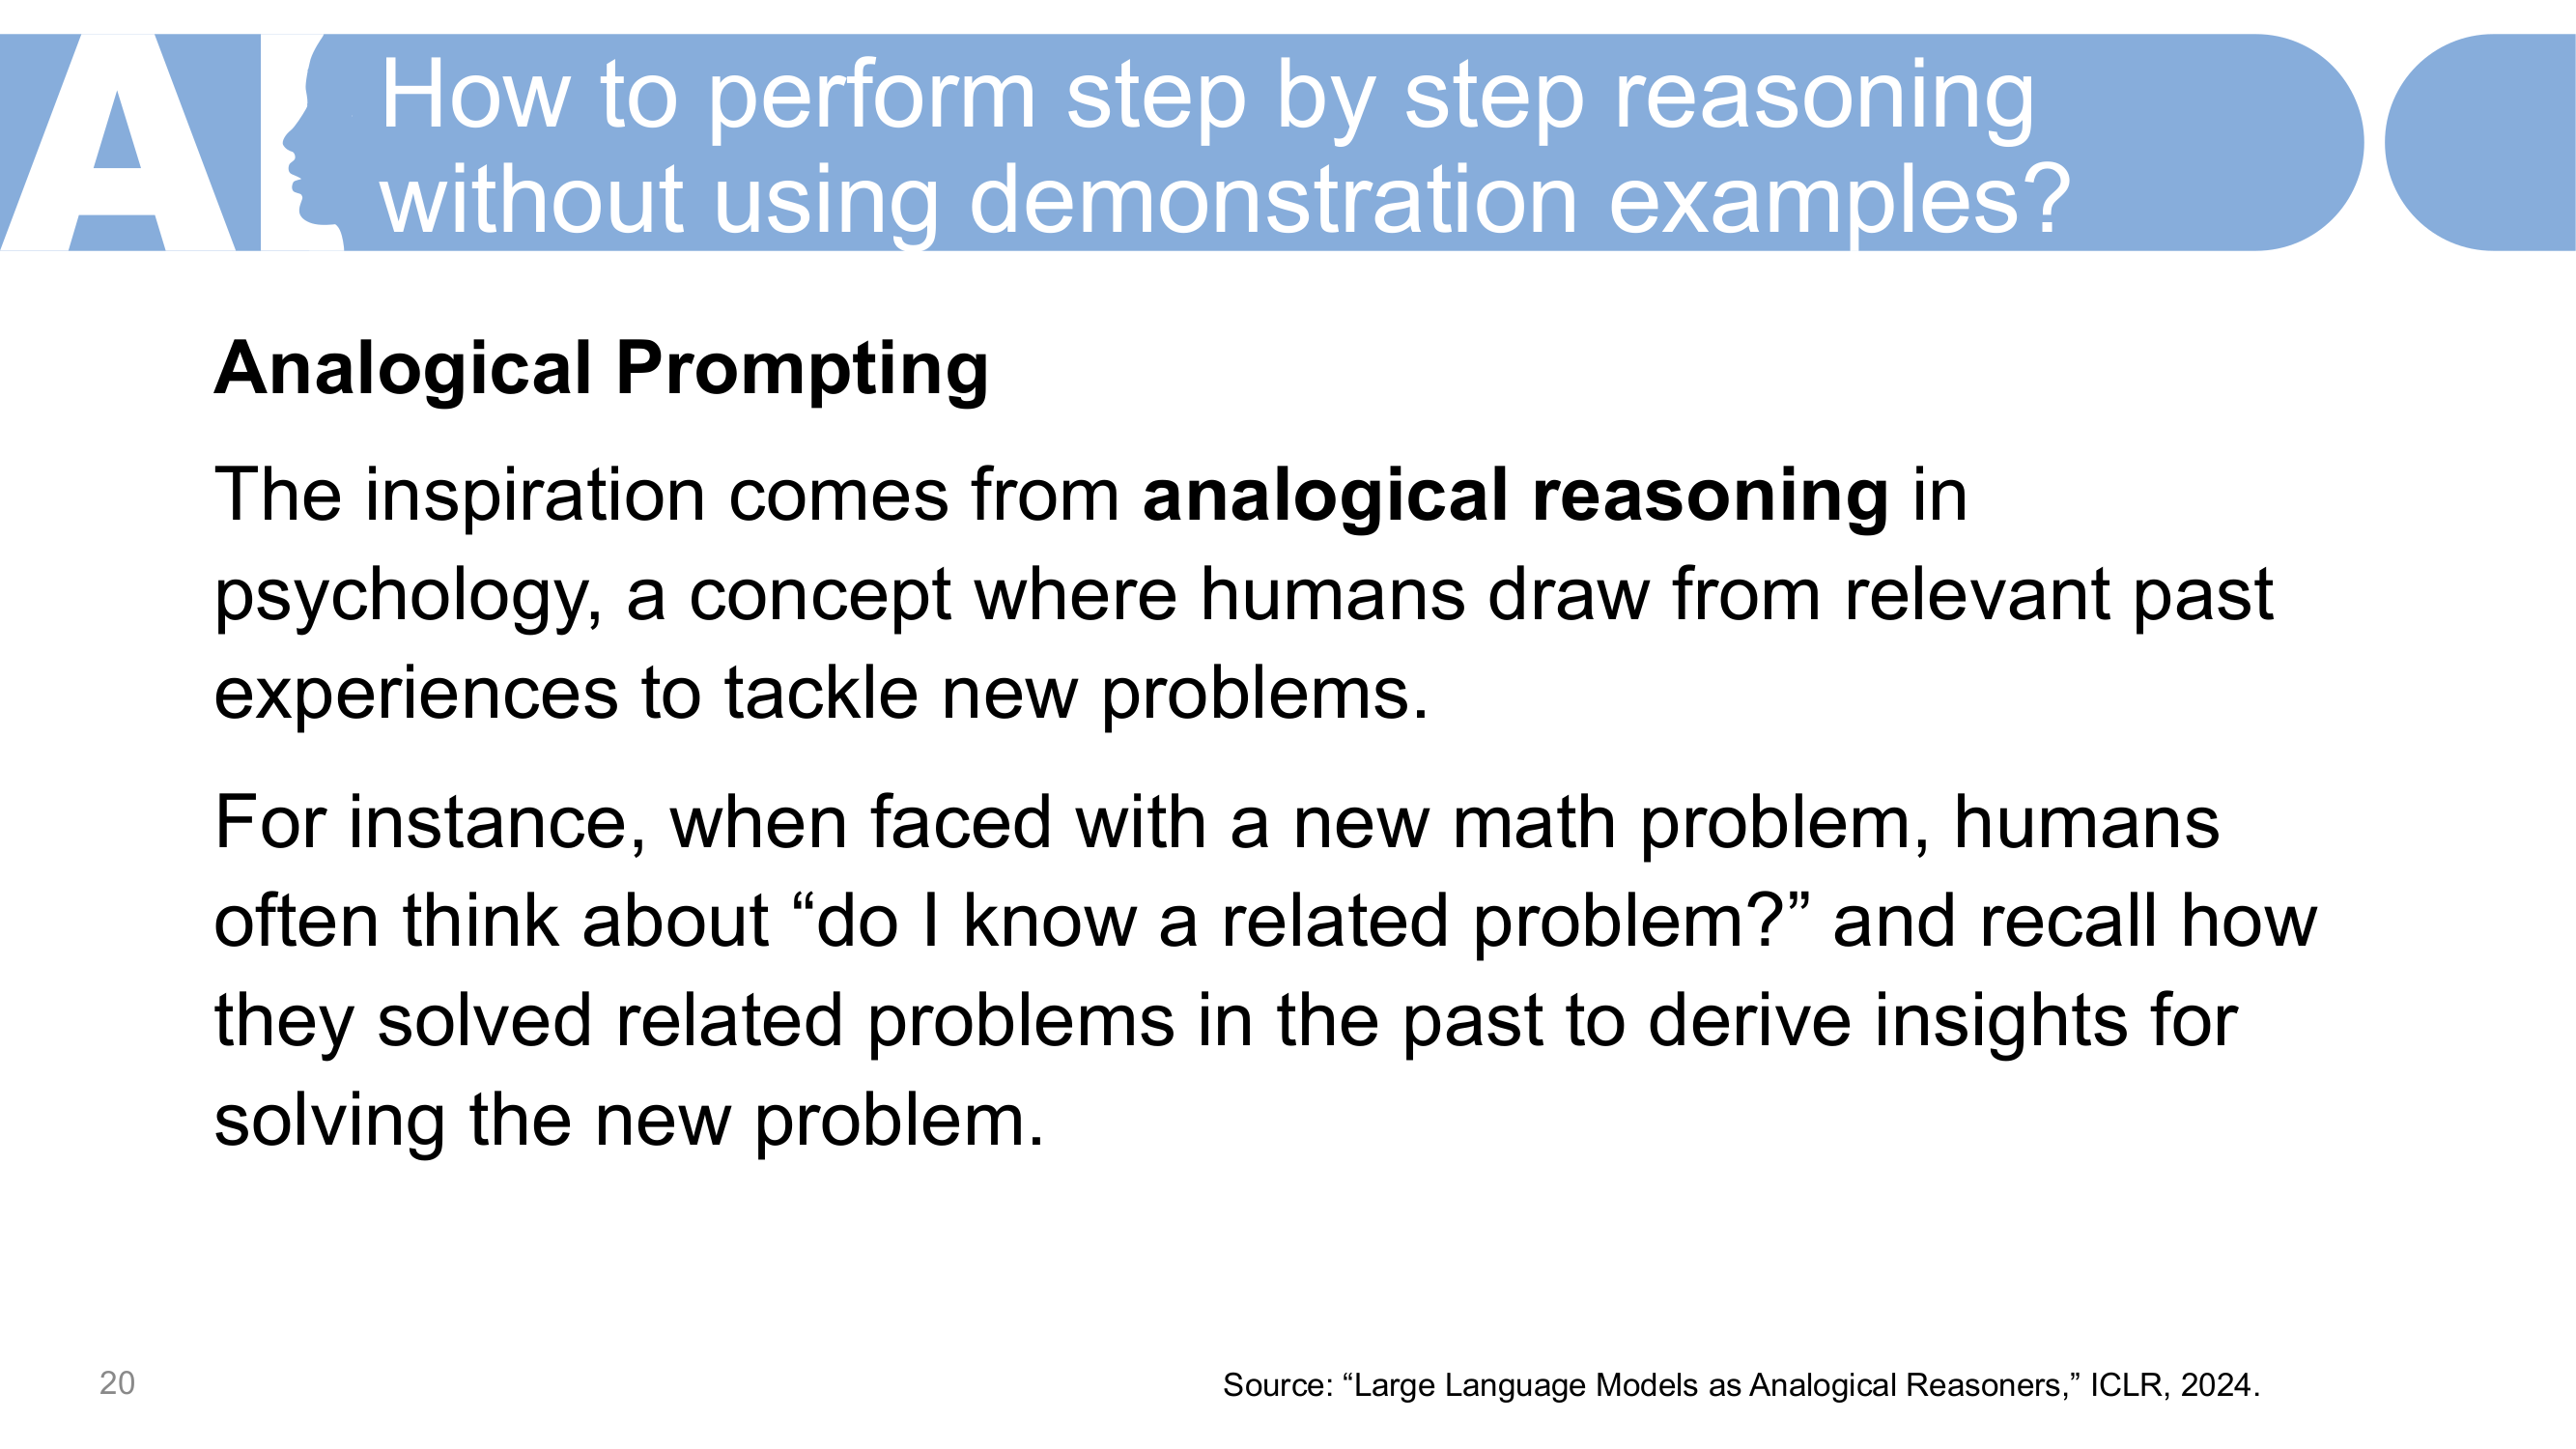 AI
How to perform step by step reasoning
without using demonstration examples?
Analogical Prompting
The inspiration comes from analogical reasoning in
psychology, a concept where humans draw from relevant past
experiences to tackle new problems.
For instance, when faced with a new math problem, humans
often think about “do I know a related problem?” and recall how
they solved related problems in the past to derive insights for
solving the new problem.
20
Source: “Large Language Models as Analogical Reasoners,” ICLR, 2024.